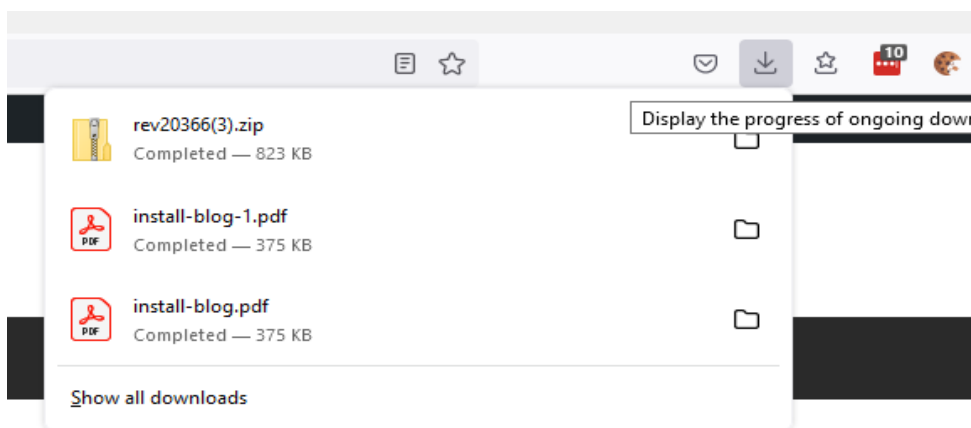 10
Display the progress of ongoing down
rev20366(3).zip
Completed — 823 KB
install-blog-1.pdf
Completed — 375 KB
PDF
install-blog.pdf
Completed — 375 KB
PDF
Show all downloads